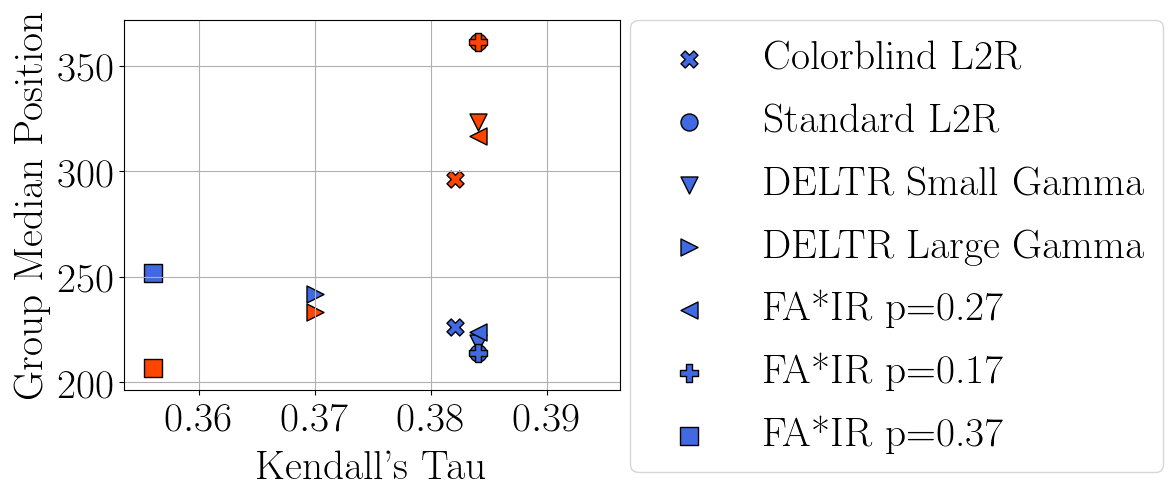 Group Median Position
350
300
250
200
0.36 0.37 0.38 0.39
Kendall's Tau
Colorblind L2R
Standard L2R
DELTR Small Gamma
DELTR Large Gamma
FA*IR p=0.27
FA*IR p=0.17
FA*IR p=0.37